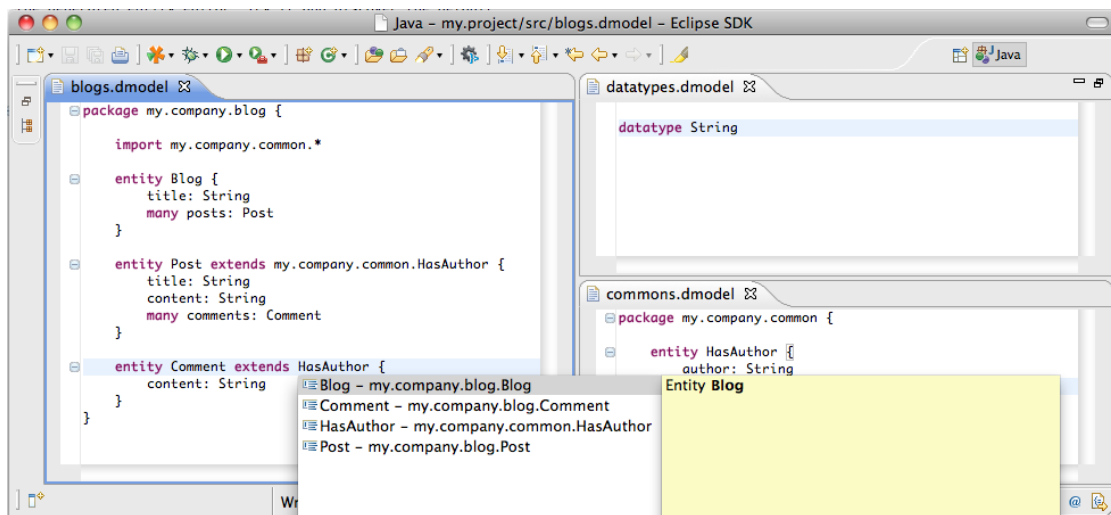 Java – my.project/src/blogs.dmodel – Eclipse SDK
Java
blogs.dmodel
package my.company.blog {
import my.company.common.*
entity Blog {
title: String
many posts: Post
}
entity Post extends my.company.common.HasAuthor {
title: String
content: String
many comments: Comment
}
entity Comment extends HasAuthor {
content: String
}
}
datatypes.dmodel
datatype String
commons.dmodel
package my.company.common {
entity HasAuthor {
author: String
Blog – my.company.blog.Blog
Comment – my.company.blog.Comment
HasAuthor – my.company.common.HasAuthor
Post – my.company.blog.Post
Entity Blog